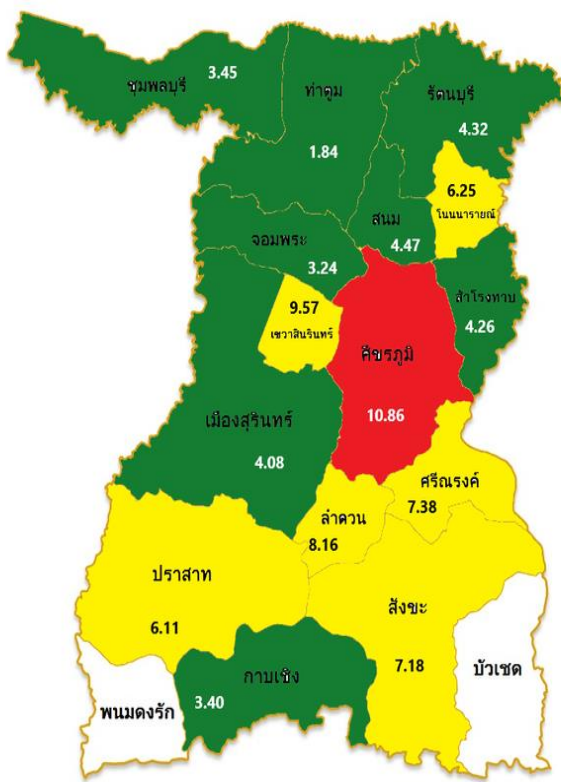 ชุมพลบุรี
3.45
ท่าตูม
1.84
รัตนบุรี
4.32
6.25
โนนนารายณ์
สนม
4.47
จอมพระ
3.24
9.57
เขวาสินรินทร์
สำโรงทาบ
4.26
ศีขรภูมิ
10.86
เมืองสุรินทร์
4.08
ศรีณรงค์
7.38
ลำดวน
8.16
ปราสาท
6.11
สังขะ
7.18
บัวเชด
กาบเชิง
3.40
พนมดงรัก